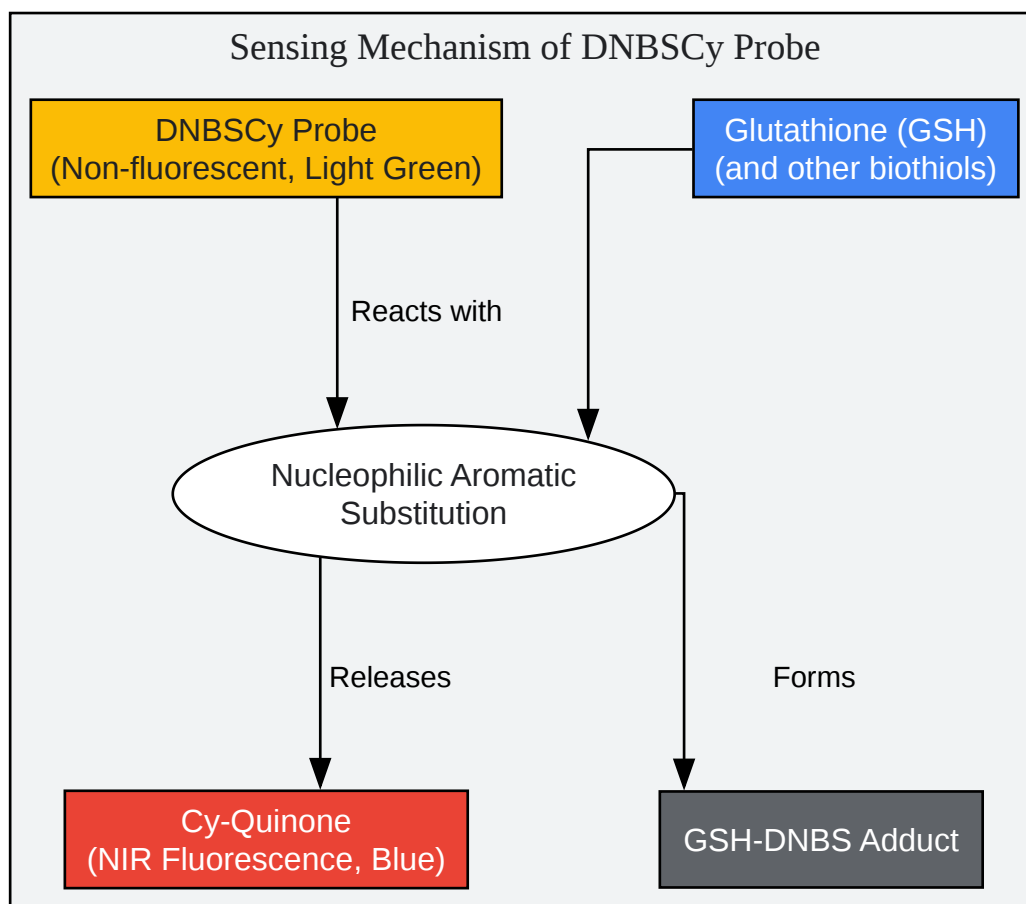 Sensing Mechanism of DNBSCy Probe
DNBSCy Probe
(Non-fluorescent, Light Green)
Glutathione (GSH)
(and other biothiols)
Reacts with
Nucleophilic Aromatic
Substitution
Releases
Forms
Cy-Quinone
(NIR Fluorescence, Blue)
GSH-DNBS Adduct